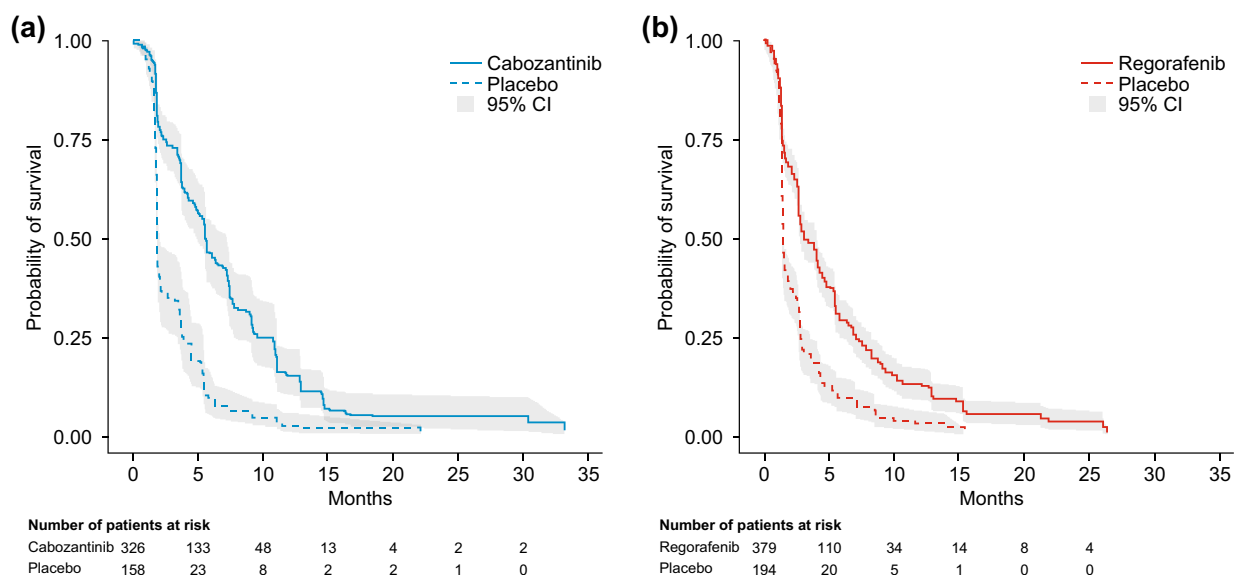 (a)
1.00
0.75
0.50
0.25
0.00
Probability of survival
Cabozantinib
Placebo
95% CI
0 5 10 15 20 25 30 35
Months
Number of patients at risk
Cabozantinib 326 133 48 13 4 2 2
Placebo 158 23 8 2 2 1 0
(b)
1.00
0.75
0.50
0.25
0.00
Probability of survival
Regorafenib
Placebo
95% CI
0 5 10 15 20 25 30 35
Months
Number of patients at risk
Regorafenib 379 110 34 14 8 4
Placebo 194 20 5 1 0 0